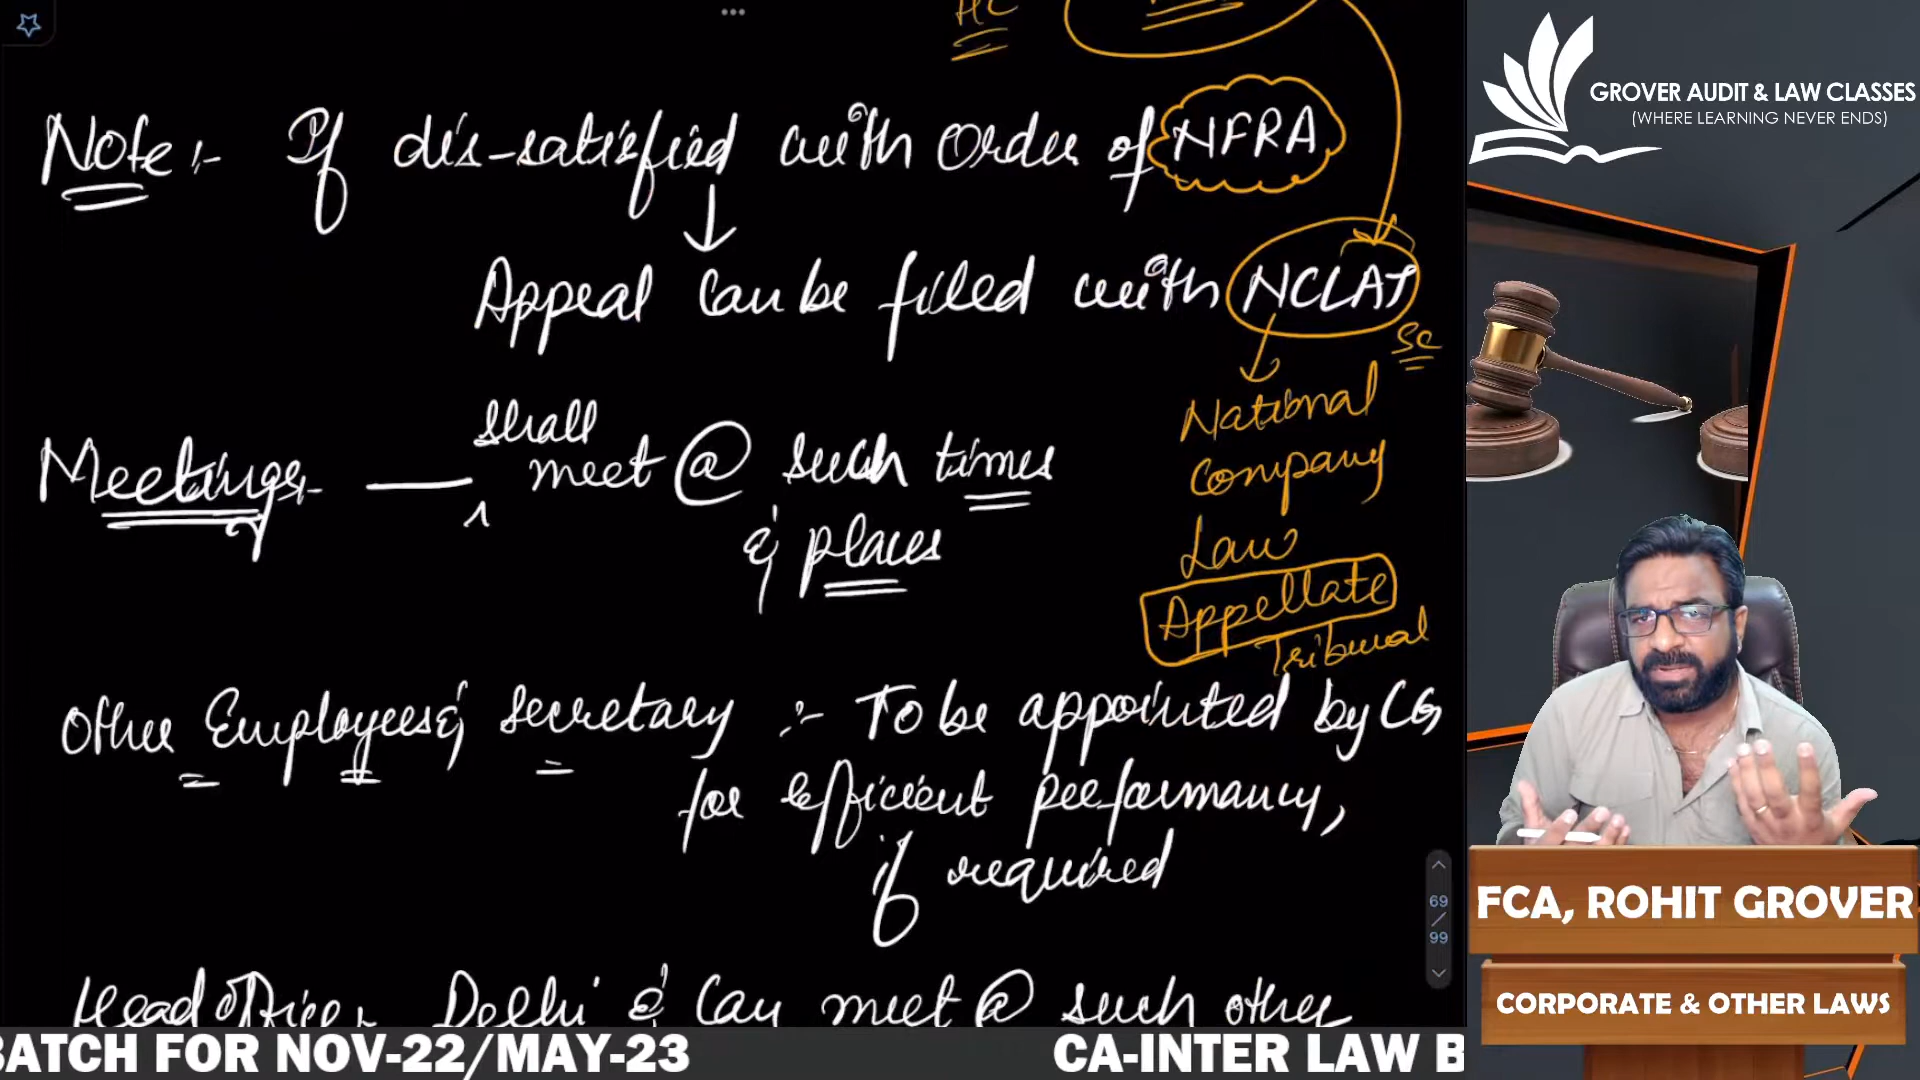 HC
Note :- If dis-satisfied with Order of NFRA
Appeal can be filed with NCLAT
SC
National
Company
Law
Appellate
Tribunal
Meetings - shall meet @ such times
& places
Other Employees & secretary :- To be appointed by CG
for efficient performancy,
if required
Head office - Delhi & Can meet @ such other
69
99
GROVER AUDIT & LAW CLASSES
(WHERE LEARNING NEVER ENDS)
FCA, ROHIT GROVER
CORPORATE & OTHER LAWS
BATCH FOR NOV-22/MAY-23 CA-INTER LAW B